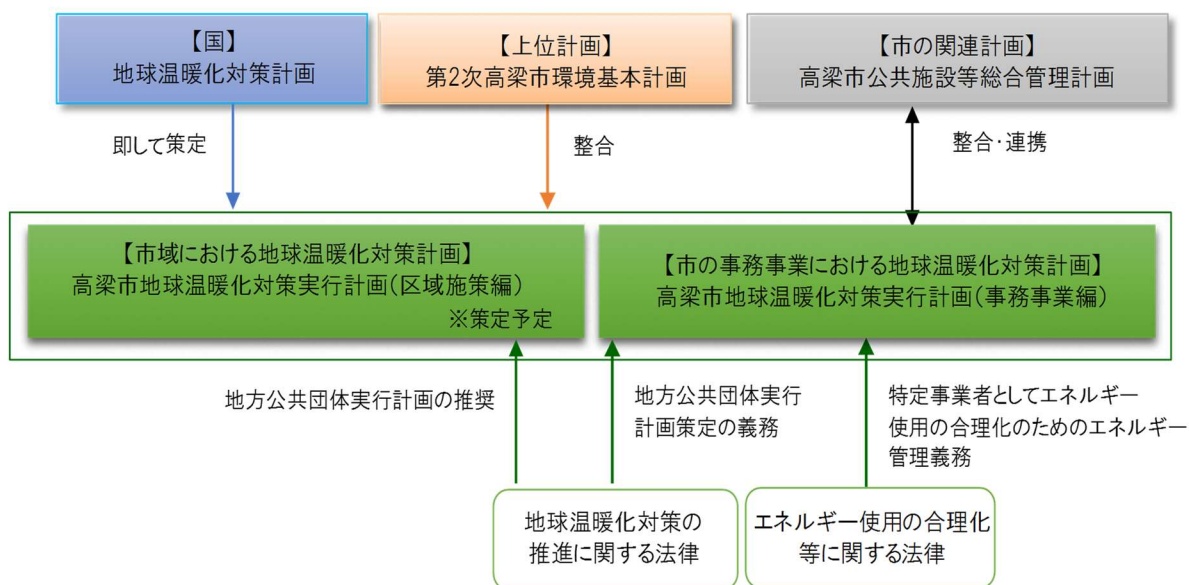 【国】
地球温暖化対策計画
【上位計画】
第2次高梁市環境基本計画
【市の関連計画】
高梁市公共施設等総合管理計画
即して策定
整合
整合・連携
【市域における地球温暖化対策計画】
高梁市地球温暖化対策実行計画(区域施策編)
※策定予定
【市の事務事業における地球温暖化対策計画】
高梁市地球温暖化対策実行計画(事務事業編)
地方公共団体実行計画の推奨
地方公共団体実行
計画策定の義務
特定事業者としてエネルギー
使用の合理化のためのエネルギー
管理義務
地球温暖化対策の
推進に関する法律
エネルギー使用の合理化
等に関する法律